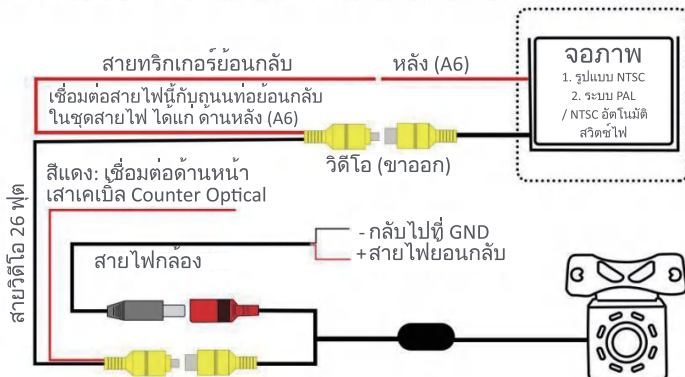 สายทริกเกอร์ย้อนกลับ
หลัง (A6)
จอภาพ
1. รูปแบบ NTSC
2. ระบบ PAL
/ NTSC อัตโนมัติ
สวิตซ์ไฟ
เชื่อมต่อสายไฟนี้กับถนนท่อย้อนกลับ
ในชุดสายไฟ ได้แก่ ด้านหลัง (A6)
วิดีโอ (ขาออก)
สีแดง: เชื่อมต่อด้านหน้า
เสาเคเบิ้ล Counter Optical
สายวิดีโอ 26 ฟุต
- กลับไปที่ GND
+สายไฟย้อนกลับ
สายไฟกล้อง